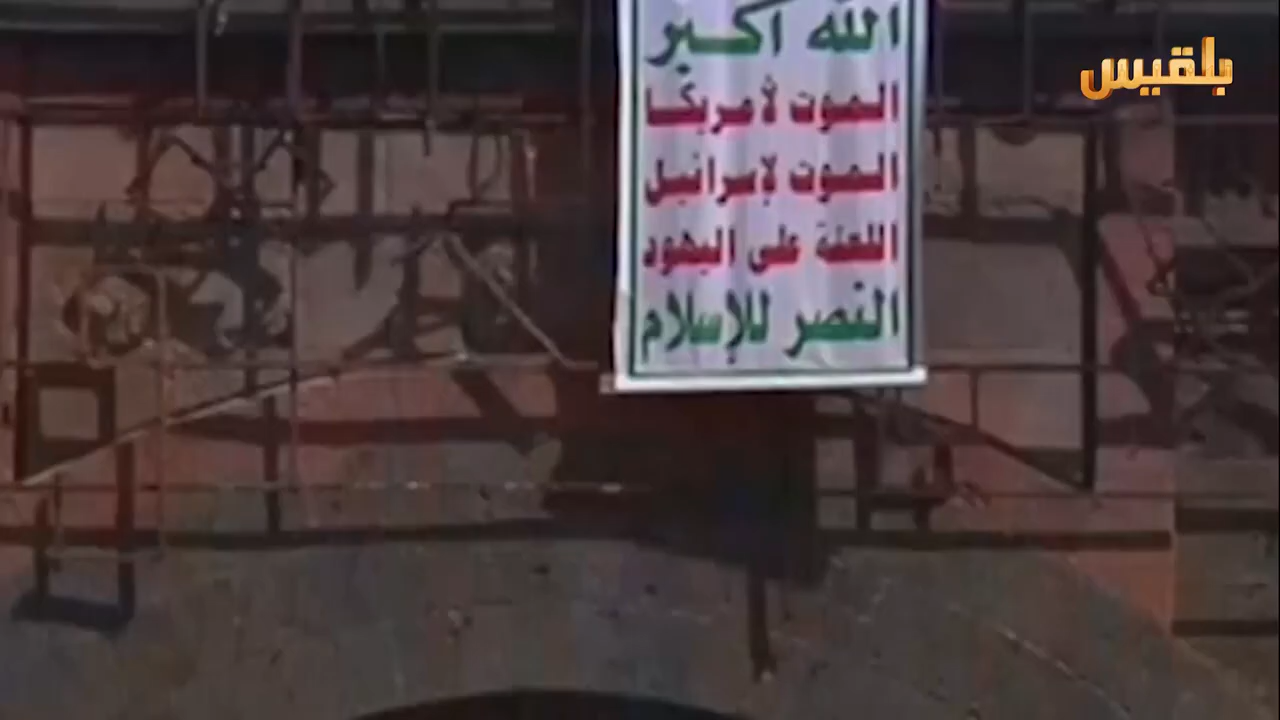 بلقيس
الله أكبر
الموت لأمريكا
الموت لإسرائيل
اللعنة على اليهود
النصر للإسلام